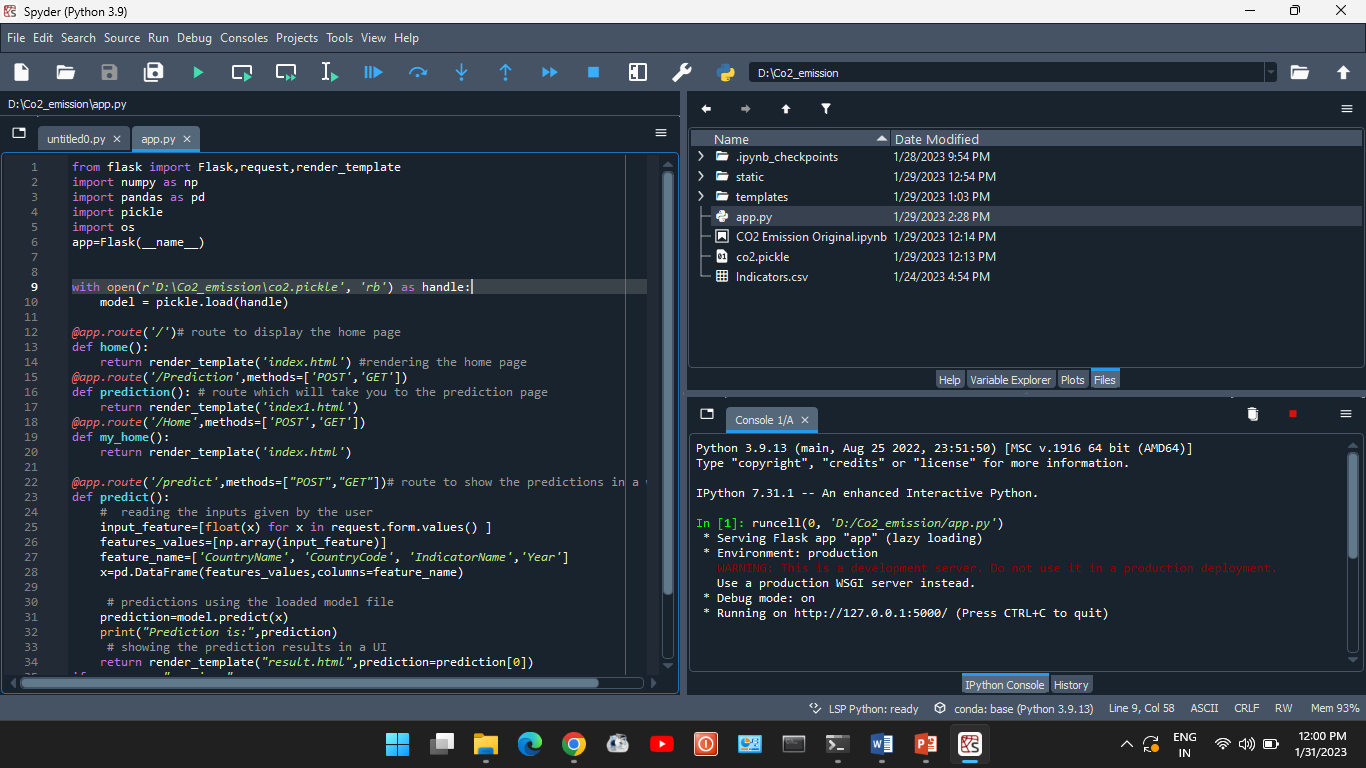 Spyder (Python 3.9)
File Edit Search Source Run Debug Consoles Projects Tools View Help
D:\Co2_emission
D:\Co2_emission\app.py
untitled0.py
app.py
1 from flask import Flask,request,render_template
2 import numpy as np
3 import pandas as pd
4 import pickle
5 import os
6 app=Flask(__name__)
7
8
9 with open(r'D:\Co2_emission\co2.pickle', 'rb') as handle:
10 model = pickle.load(handle)
11
12 @app.route('/')# route to display the home page
13 def home():
14 return render_template('index.html') #rendering the home page
15 @app.route('/Prediction',methods=['POST','GET'])
16 def prediction(): # route which will take you to the prediction page
17 return render_template('index1.html')
18 @app.route('/Home',methods=['POST','GET'])
19 def my_home():
20 return render_template('index.html')
21
22 @app.route('/predict',methods=["POST","GET"])# route to show the predictions in a
23 def predict():
24 # reading the inputs given by the user
25 input_feature=[float(x) for x in request.form.values() ]
26 features_values=[np.array(input_feature)]
27 feature_name=['CountryName', 'CountryCode', 'IndicatorName','Year']
28 x=pd.DataFrame(features_values,columns=feature_name)
29
30 # predictions using the loaded model file
31 prediction=model.predict(x)
32 print("Prediction is:",prediction)
33 # showing the prediction results in a UI
34 return render_template("result.html",prediction=prediction[0])
Name Date Modified
.ipynb_checkpoints 1/28/2023 9:54 PM
static 1/29/2023 12:54 PM
templates 1/29/2023 1:03 PM
app.py 1/29/2023 2:28 PM
CO2 Emission Original.ipynb 1/29/2023 12:14 PM
co2.pickle 1/29/2023 12:13 PM
Indicators.csv 1/24/2023 4:54 PM
Help Variable Explorer Plots Files
Console 1/A
Python 3.9.13 (main, Aug 25 2022, 23:51:50) [MSC v.1916 64 bit (AMD64)]
Type "copyright", "credits" or "license" for more information.
IPython 7.31.1 -- An enhanced Interactive Python.
In [1]: runcell(0, 'D:/Co2_emission/app.py')
* Serving Flask app "app" (lazy loading)
* Environment: production
WARNING: This is a development server. Do not use it in a production deployment.
Use a production WSGI server instead.
* Debug mode: on
* Running on http://127.0.0.1:5000/ (Press CTRL+C to quit)
IPython Console History
LSP Python: ready conda: base (Python 3.9.13) Line 9, Col 58 ASCII CRLF RW Mem 93%
ENG
IN
12:00 PM
1/31/2023